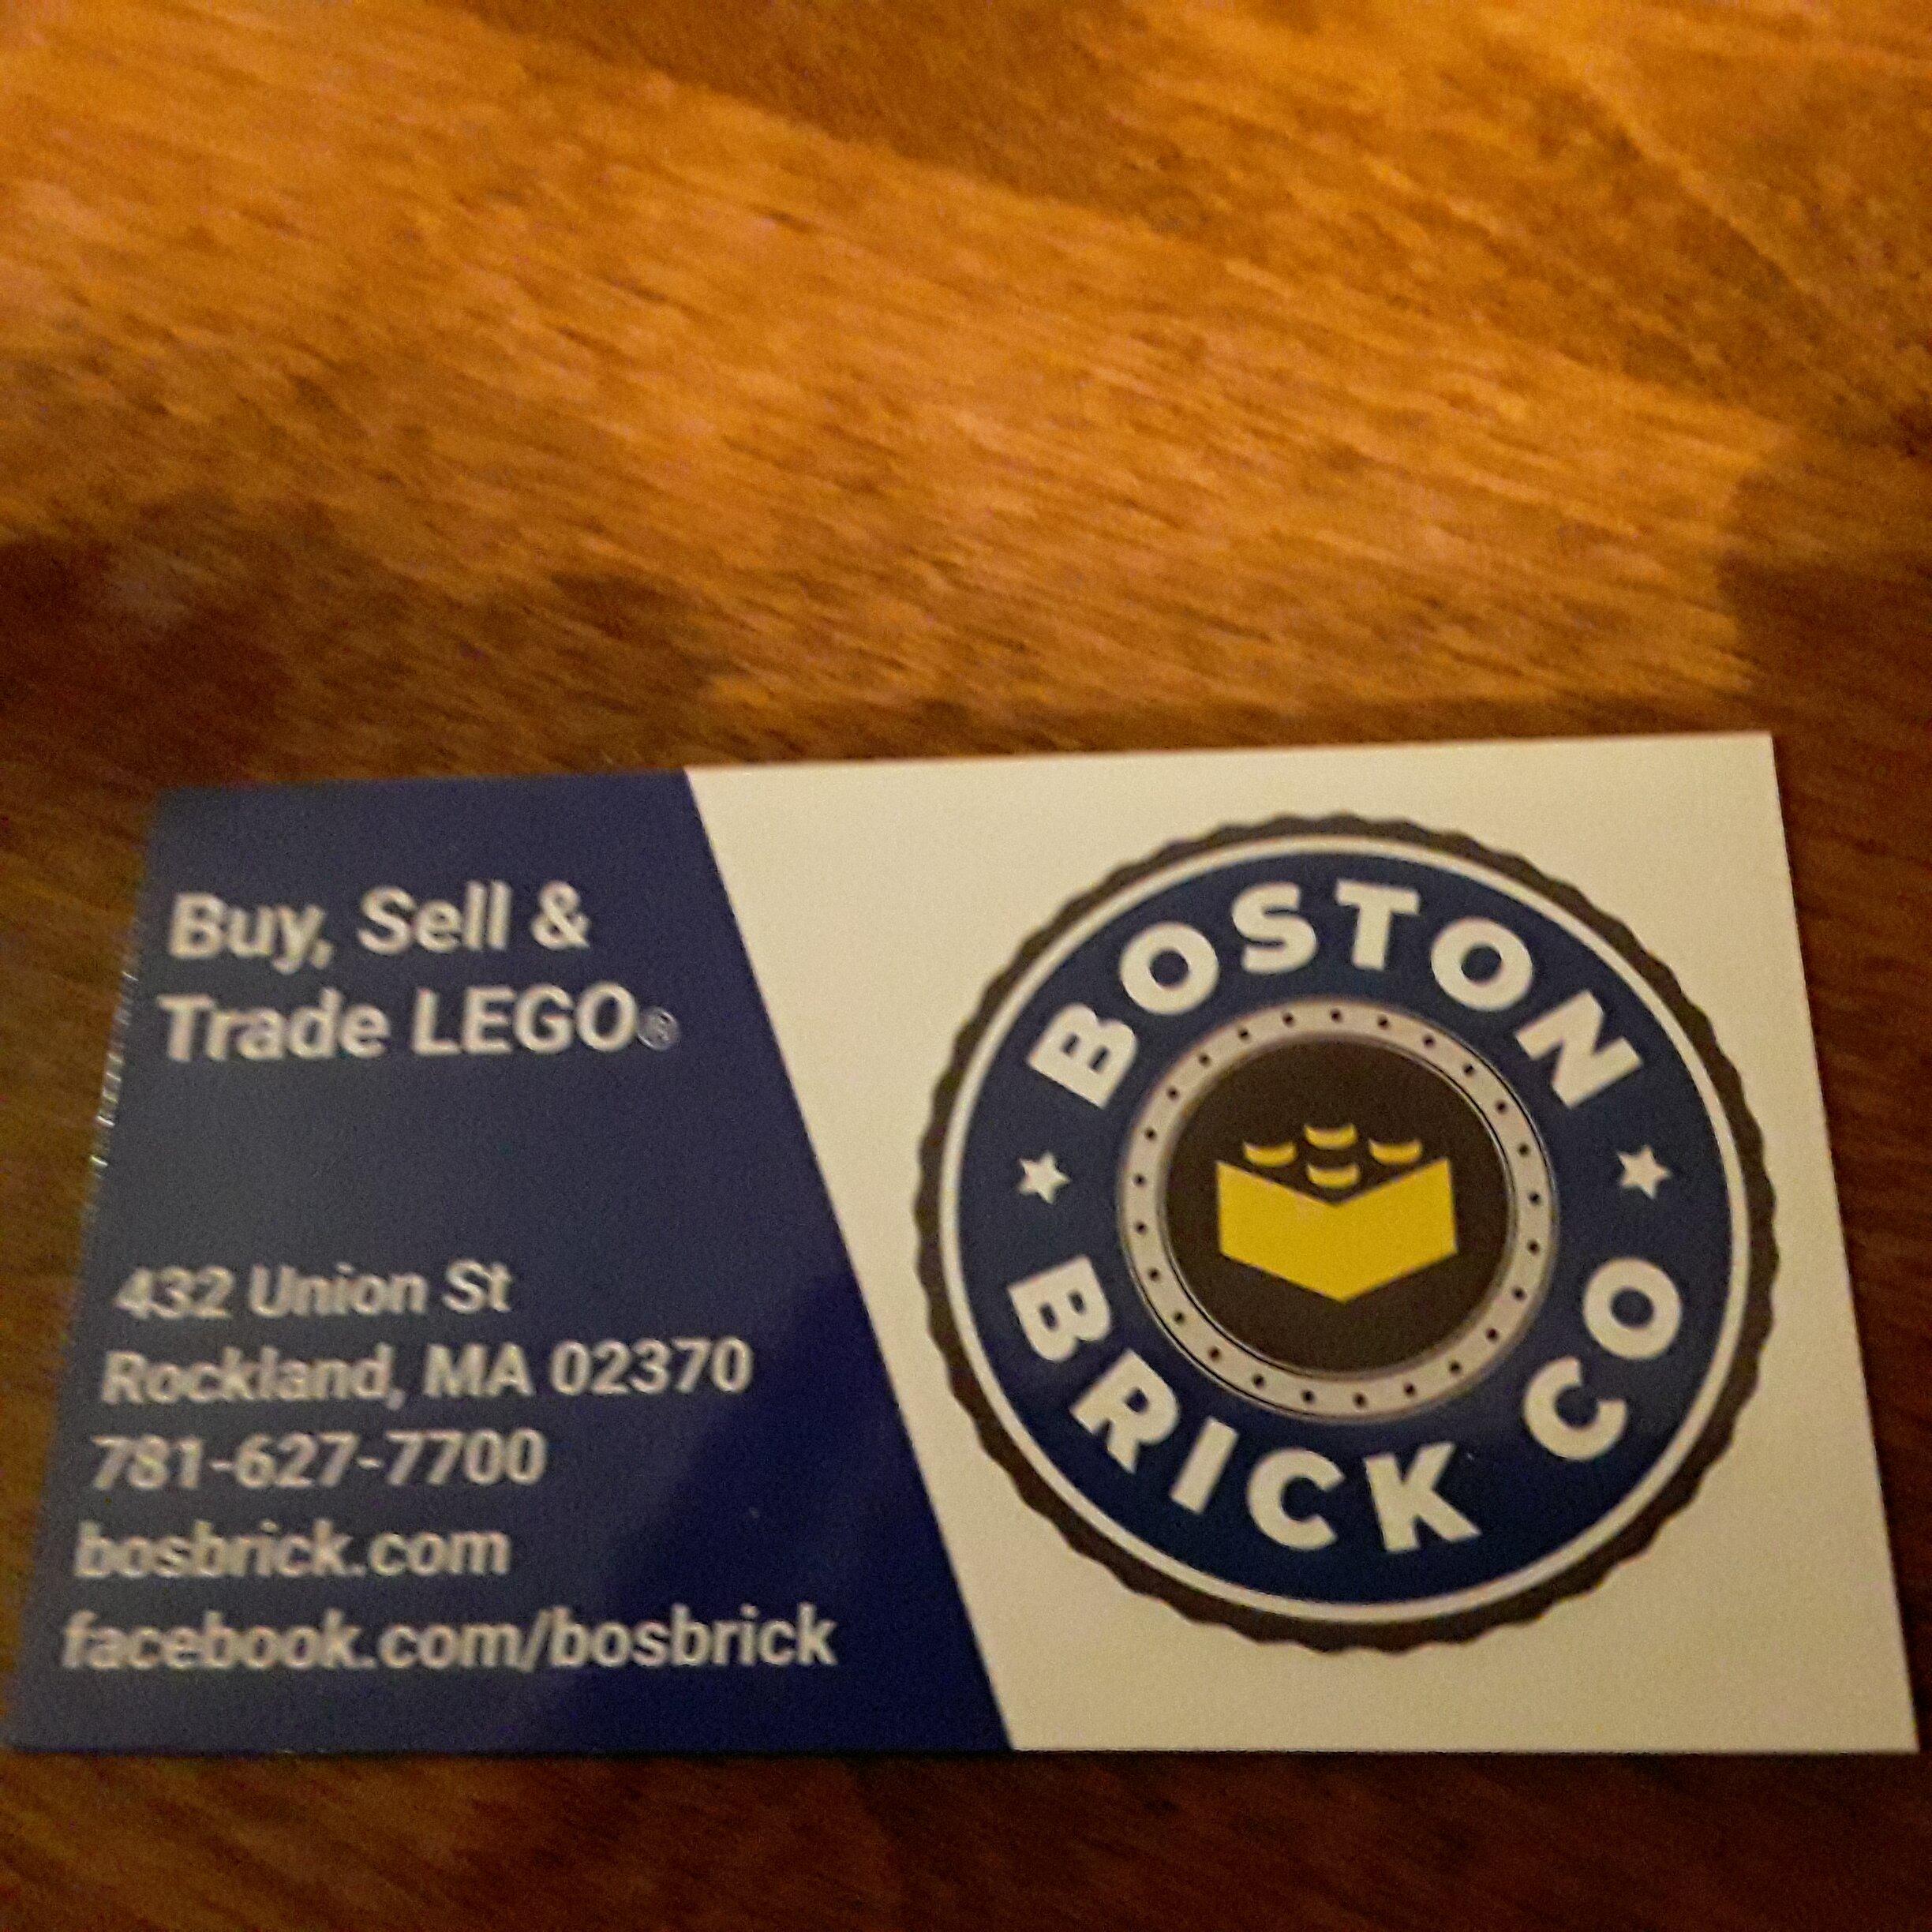 Buy, Sell &
Trade LEGO®
432 Union St
Rockland, MA 02370
781-627-7700
bosbrick.com
facebook.com/bosbrick
BOSTON
BRICK CO